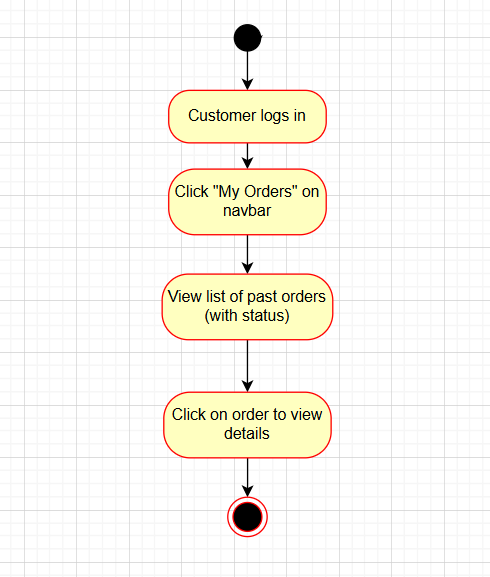 Customer logs in
Click "My Orders" on
navbar
View list of past orders
(with status)
Click on order to view
details